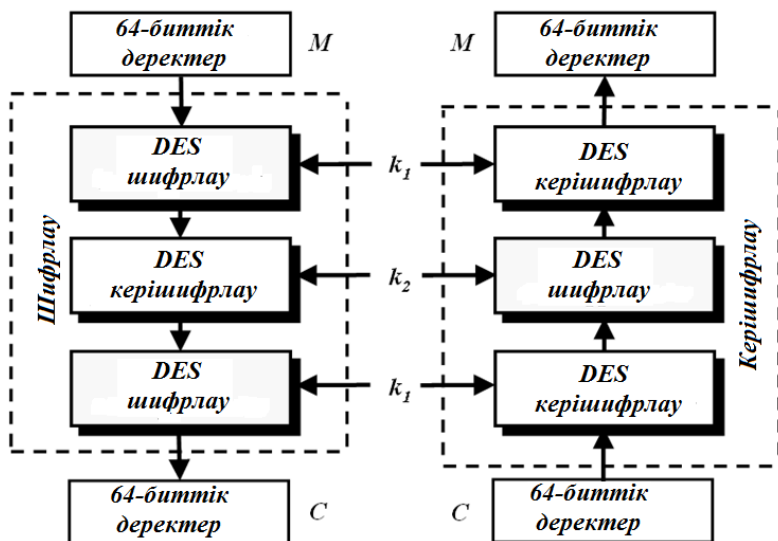 64-биттік
деректер
M
DES
шифрлау
DES
керішифрлау
DES
шифрлау
Шифрлау
64-биттік
деректер
C
k1
k2
k1
M
64-биттік
деректер
DES
керішифрлау
DES
шифрлау
DES
керішифрлау
Керішифрлау
C
64-биттік
деректер